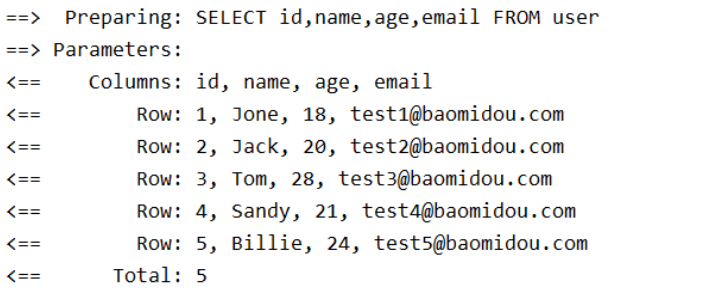 ==>  Preparing: SELECT id,name,age,email FROM user
==> Parameters:
<==    Columns: id, name, age, email
<==        Row: 1, Jone, 18, test1@baomidou.com
<==        Row: 2, Jack, 20, test2@baomidou.com
<==        Row: 3, Tom, 28, test3@baomidou.com
<==        Row: 4, Sandy, 21, test4@baomidou.com
<==        Row: 5, Billie, 24, test5@baomidou.com
<==      Total: 5